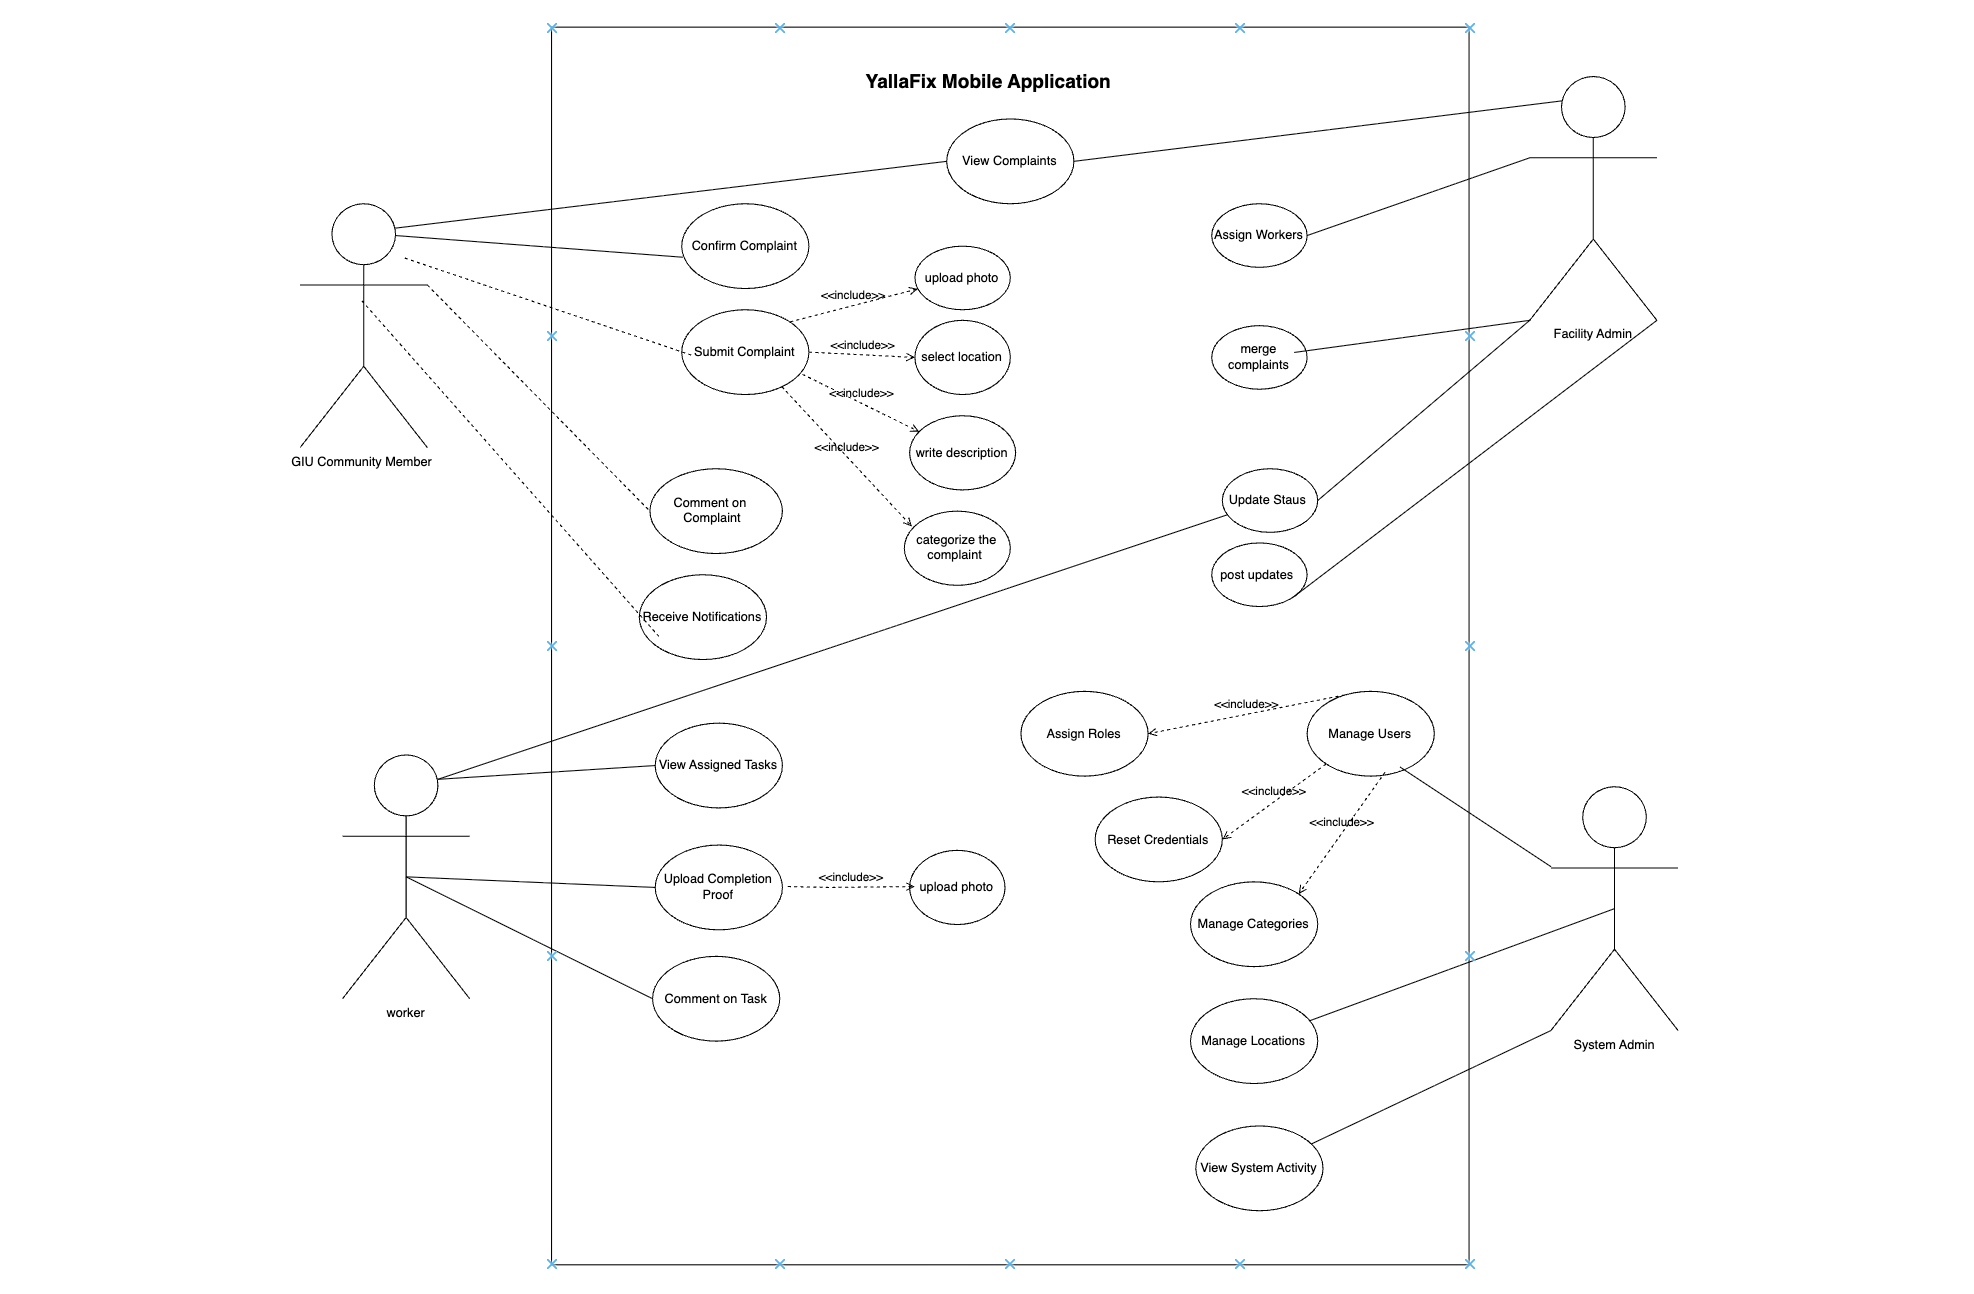 YallaFix Mobile Application
View Complaints
Confirm Complaint
Assign Workers
upload photo
<<include>>
Submit Complaint
<<include>>
select location
merge
complaints
Facility Admin
<<include>>
write description
<<include>>
GIU Community Member
Comment on
Complaint
Update Staus
categorize the
complaint
post updates
Receive Notifications
<<include>>
Assign Roles
Manage Users
View Assigned Tasks
<<include>>
<<include>>
Reset Credentials
Upload Completion
Proof
<<include>>
upload photo
Manage Categories
Comment on Task
worker
Manage Locations
System Admin
View System Activity